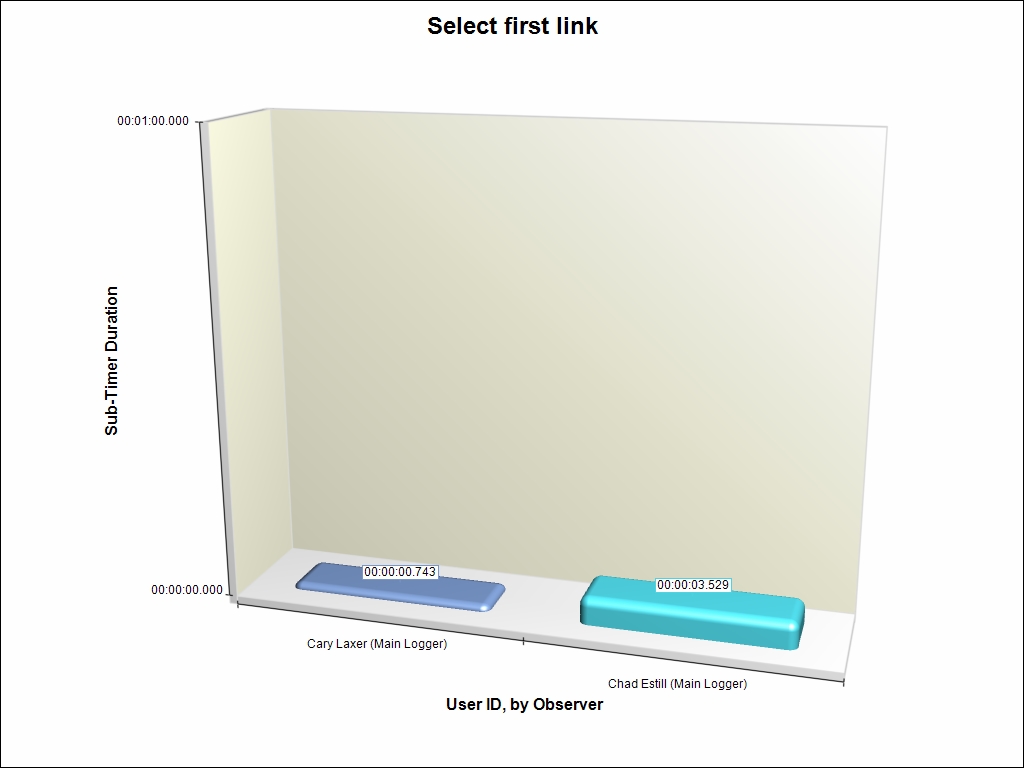 Select first link
00:01:00.000
Sub-Timer Duration
00:00:00.000
00:00:00.743
00:00:03.529
Cary Laxer (Main Logger)
Chad Estill (Main Logger)
User ID, by Observer